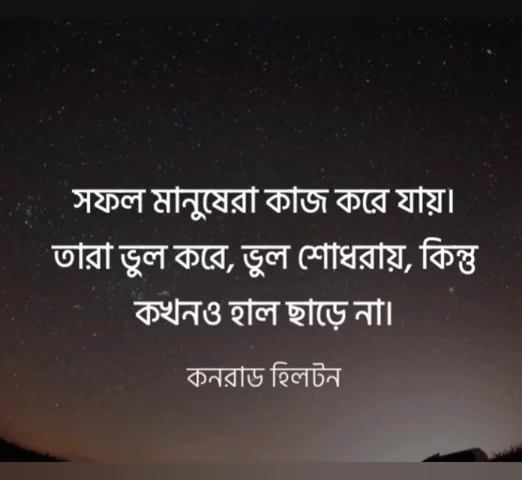 সফল মানুষেরা কাজ করে যায়।
তারা ভুল করে, ভুল শোধরায়, কিন্তু
কখনও হাল ছাড়ে না।
কনরাড হিলটন